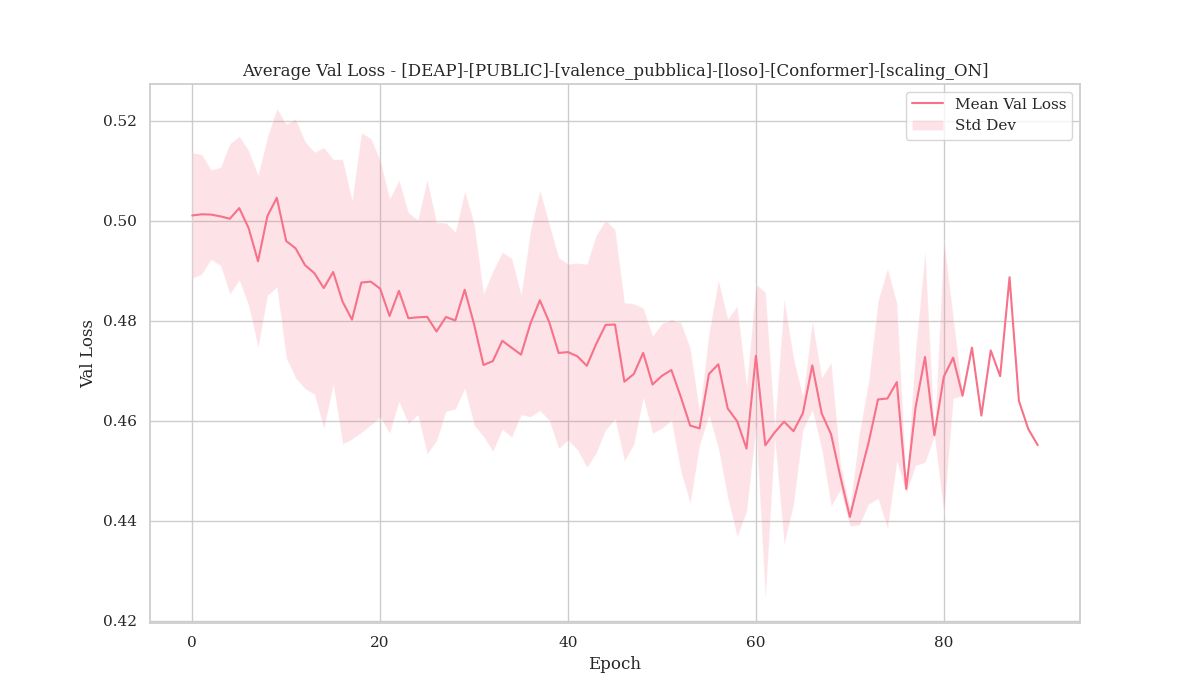 Average Val Loss - [DEAP]-[PUBLIC]-[valence_pubblica]-[loso]-[Conformer]-[scaling_ON]
Mean Val Loss
Std Dev
0.52
0.50
0.48
0.46
0.44
0.42
Val Loss
0 20 40 60 80
Epoch